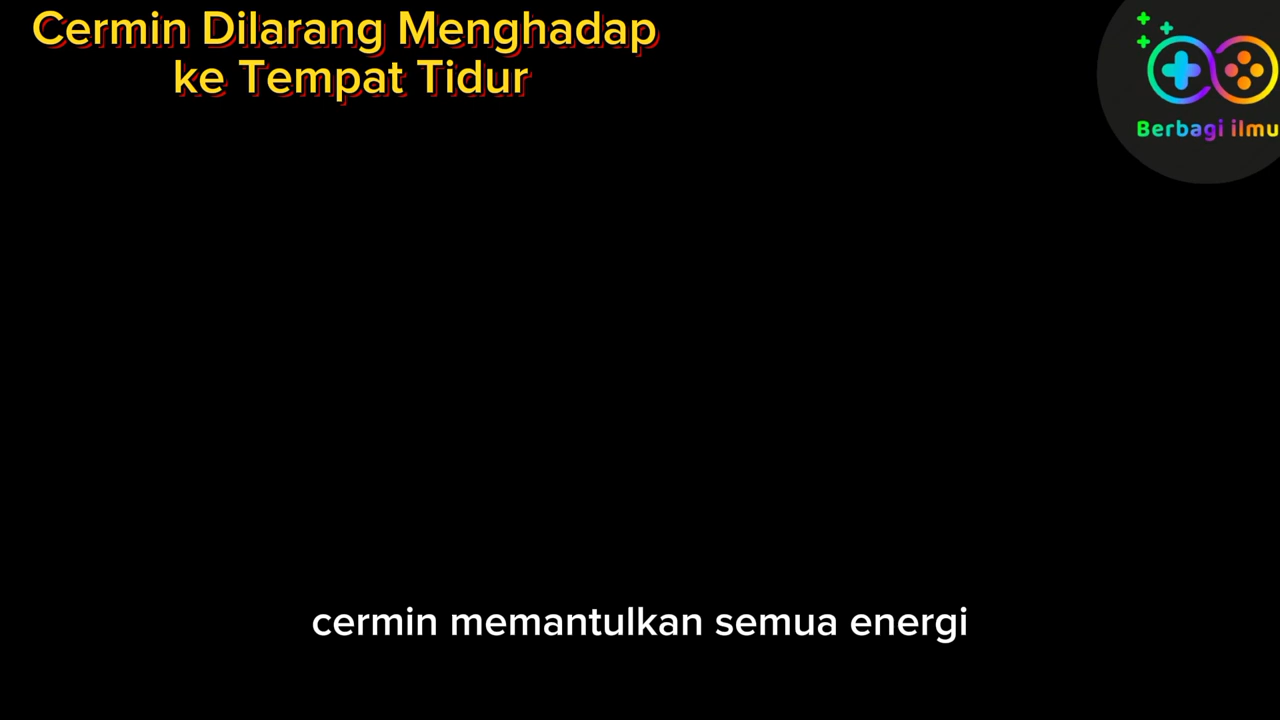 Cermin Dilarang Menghadap
ke Tempat Tidur
Berbagi ilmu
cermin memantulkan semua energi